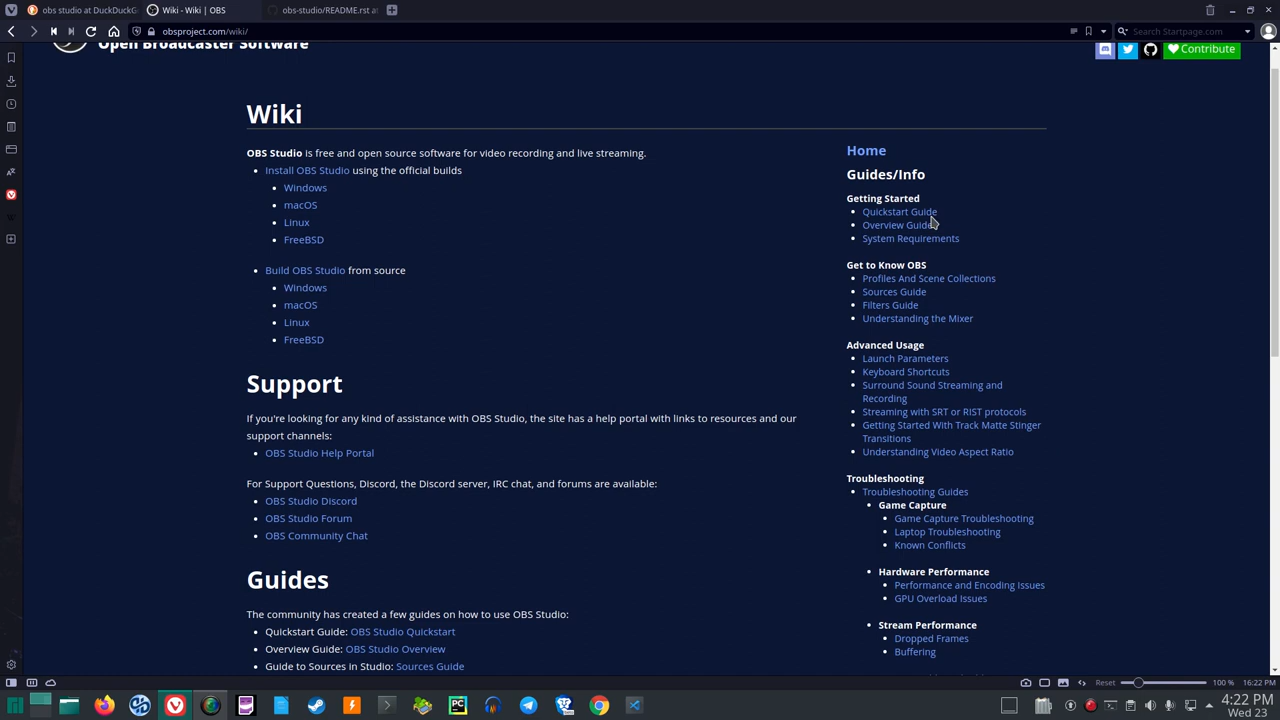 obs studio at DuckDuckG
Wiki - Wiki | OBS
obs-studio/README.rst at
obsproject.com/wiki/
Search Startpage.com
Open Broadcaster Software
Contribute
Wiki
OBS Studio is free and open source software for video recording and live streaming.
Install OBS Studio using the official builds
Windows
macOS
Linux
FreeBSD
Build OBS Studio from source
Windows
macOS
Linux
FreeBSD
Support
If you're looking for any kind of assistance with OBS Studio, the site has a help portal with links to resources and our
support channels:
OBS Studio Help Portal
For Support Questions, Discord, the Discord server, IRC chat, and forums are available:
OBS Studio Discord
OBS Studio Forum
OBS Community Chat
Guides
The community has created a few guides on how to use OBS Studio:
Quickstart Guide: OBS Studio Quickstart
Overview Guide: OBS Studio Overview
Guide to Sources in Studio: Sources Guide
Home
Guides/Info
Getting Started
Quickstart Guide
Overview Guide
System Requirements
Get to Know OBS
Profiles And Scene Collections
Sources Guide
Filters Guide
Understanding the Mixer
Advanced Usage
Launch Parameters
Keyboard Shortcuts
Surround Sound Streaming and
Recording
Streaming with SRT or RIST protocols
Getting Started With Track Matte Stinger
Transitions
Understanding Video Aspect Ratio
Troubleshooting
Troubleshooting Guides
Game Capture
Game Capture Troubleshooting
Laptop Troubleshooting
Known Conflicts
Hardware Performance
Performance and Encoding Issues
GPU Overload Issues
Stream Performance
Dropped Frames
Buffering
Reset
100 %
16:22 PM
4:22 PM
Wed 23